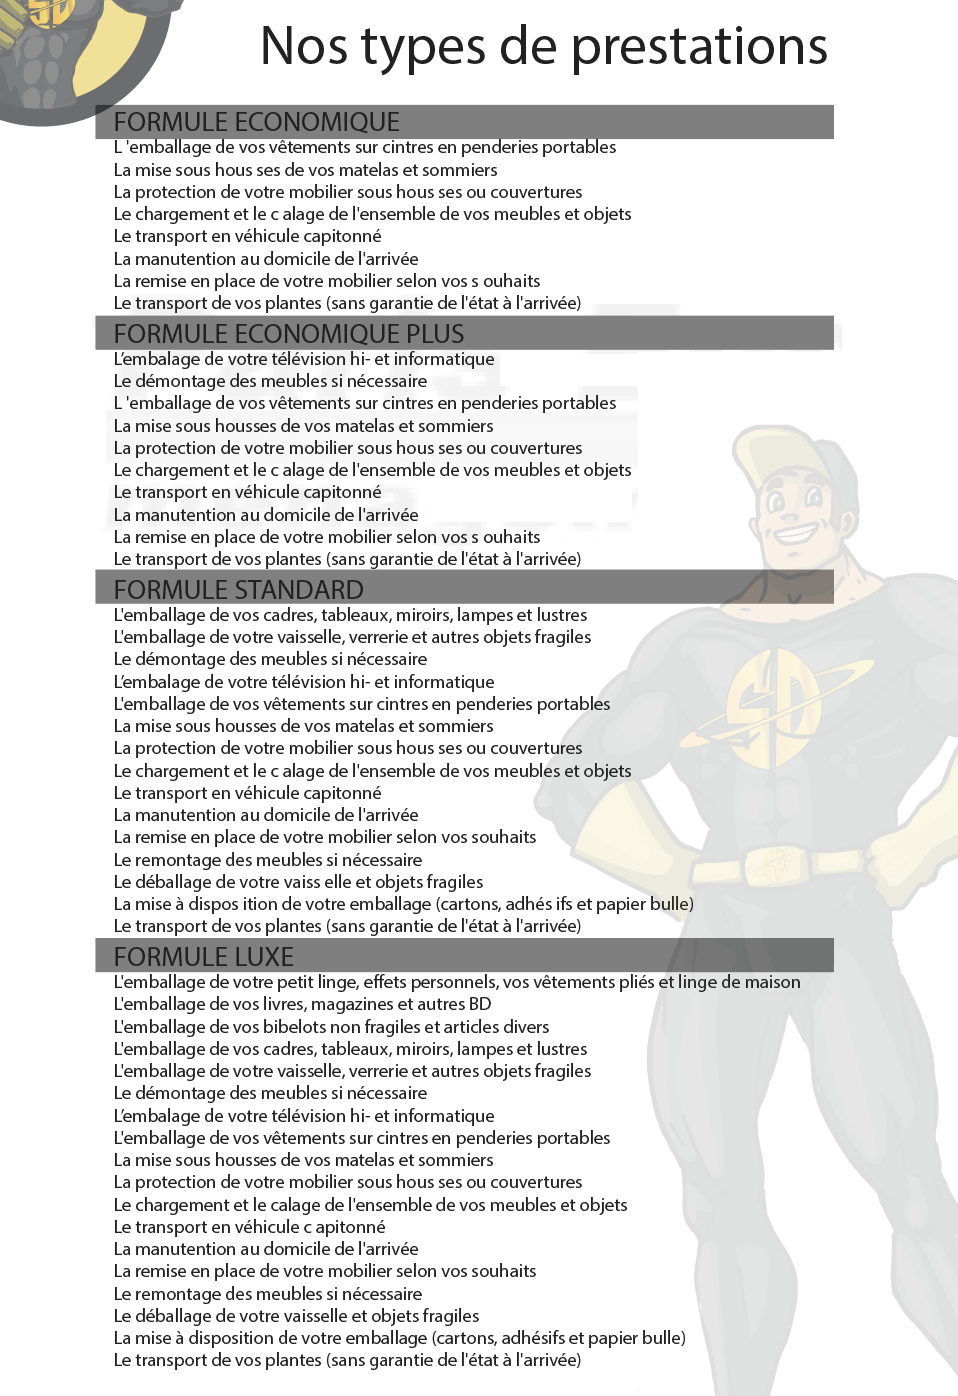 Nos types de prestations
FORMULE ECONOMIQUE
L 'emballage de vos vêtements sur cintres en penderies portables
La mise sous hous ses de vos matelas et sommiers
La protection de votre mobilier sous hous ses ou couvertures
Le chargement et le c alage de l'ensemble de vos meubles et objets
Le transport en véhicule capitonné
La manutention au domicile de l'arrivée
La remise en place de votre mobilier selon vos s ouhaits
Le transport de vos plantes (sans garantie de l'état à l'arrivée)
FORMULE ECONOMIQUE PLUS
L’embalage de votre télévision hi- et informatique
Le démontage des meubles si nécessaire
L 'emballage de vos vêtements sur cintres en penderies portables
La mise sous housses de vos matelas et sommiers
La protection de votre mobilier sous hous ses ou couvertures
Le chargement et le c alage de l'ensemble de vos meubles et objets
Le transport en véhicule capitonné
La manutention au domicile de l'arrivée
La remise en place de votre mobilier selon vos s ouhaits
Le transport de vos plantes (sans garantie de l'état à l'arrivée)
FORMULE STANDARD
L'emballage de vos cadres, tableaux, miroirs, lampes et lustres
L'emballage de votre vaisselle, verrerie et autres objets fragiles
Le démontage des meubles si nécessaire
L’embalage de votre télévision hi- et informatique
L'emballage de vos vêtements sur cintres en penderies portables
La mise sous housses de vos matelas et sommiers
La protection de votre mobilier sous hous ses ou couvertures
Le chargement et le c alage de l'ensemble de vos meubles et objets
Le transport en véhicule capitonné
La manutention au domicile de l'arrivée
La remise en place de votre mobilier selon vos souhaits
Le remontage des meubles si nécessaire
Le déballage de votre vaiss elle et objets fragiles
La mise à dispos ition de votre emballage (cartons, adhés ifs et papier bulle)
Le transport de vos plantes (sans garantie de l'état à l'arrivée)
FORMULE LUXE
L'emballage de votre petit linge, effets personnels, vos vêtements pliés et linge de maison
L'emballage de vos livres, magazines et autres BD
L'emballage de vos bibelots non fragiles et articles divers
L'emballage de vos cadres, tableaux, miroirs, lampes et lustres
L'emballage de votre vaisselle, verrerie et autres objets fragiles
Le démontage des meubles si nécessaire
L’embalage de votre télévision hi- et informatique
L'emballage de vos vêtements sur cintres en penderies portables
La mise sous housses de vos matelas et sommiers
La protection de votre mobilier sous hous ses ou couvertures
Le chargement et le calage de l'ensemble de vos meubles et objets
Le transport en véhicule c apitonné
La manutention au domicile de l'arrivée
La remise en place de votre mobilier selon vos souhaits
Le remontage des meubles si nécessaire
Le déballage de votre vaisselle et objets fragiles
La mise à disposition de votre emballage (cartons, adhésifs et papier bulle)
Le transport de vos plantes (sans garantie de l'état à l'arrivée)
SD
SD